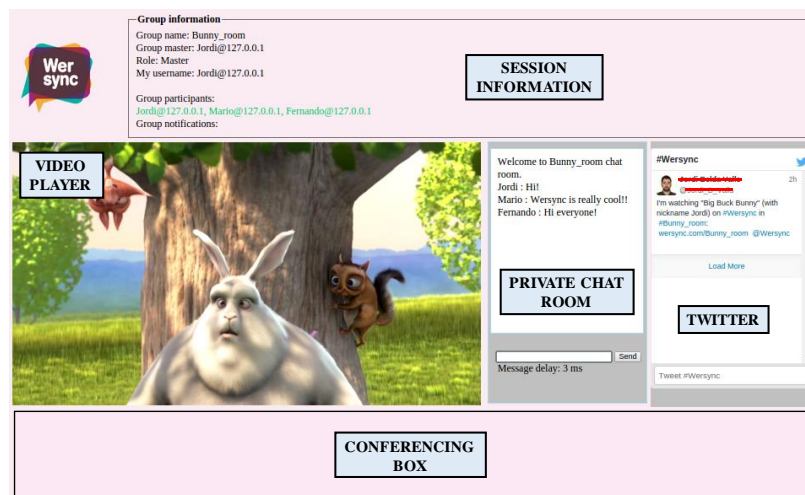 Wer
sync
Group information
Group name: Bunny_room
Group master: Jordi@127.0.0.1
Role: Master
My username: Jordi@127.0.0.1
Group participants:
Jordi@127.0.0.1, Mario@127.0.0.1, Fernando@127.0.0.1
Group notifications:
SESSION
INFORMATION
VIDEO
PLAYER
Welcome to Bunny_room chat
room.
Jordi : Hi!
Mario : Wersync is really cool!!
Fernando : Hi everyone!
PRIVATE CHAT
ROOM
Send
Message delay: 3 ms
#Wersync
2h
I'm watching "Big Buck Bunny" (with
nickname Jordi) on #Wersync in
#Bunny_room:
wersync.com/Bunny_room @Wersync
Load More
TWITTER
Tweet #Wersync
CONFERENCING
BOX